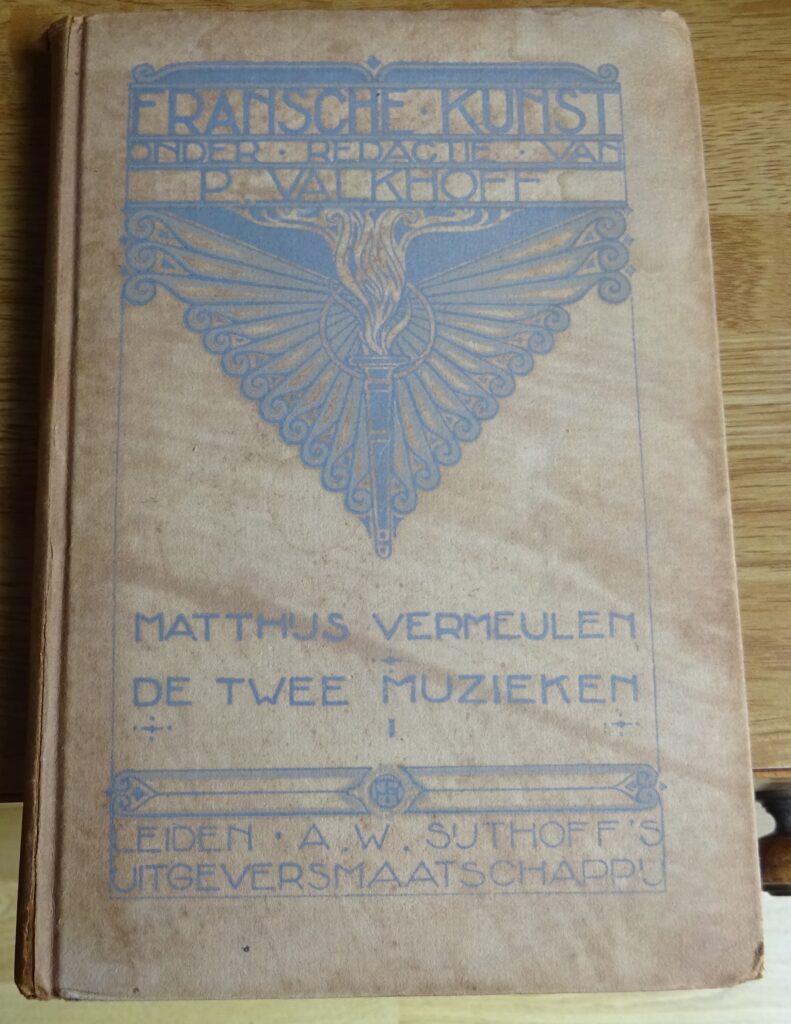 FRANSCHE · KUNST
ONDER · REDACTIE · VAN
P. VALKHOFF
MATTHIJS VERMEULEN
DE TWEE MUZIEKEN
I.
LEIDEN · A.W. SIJTHOFF'S
UITGEVERSMAATSCHAPPIJ